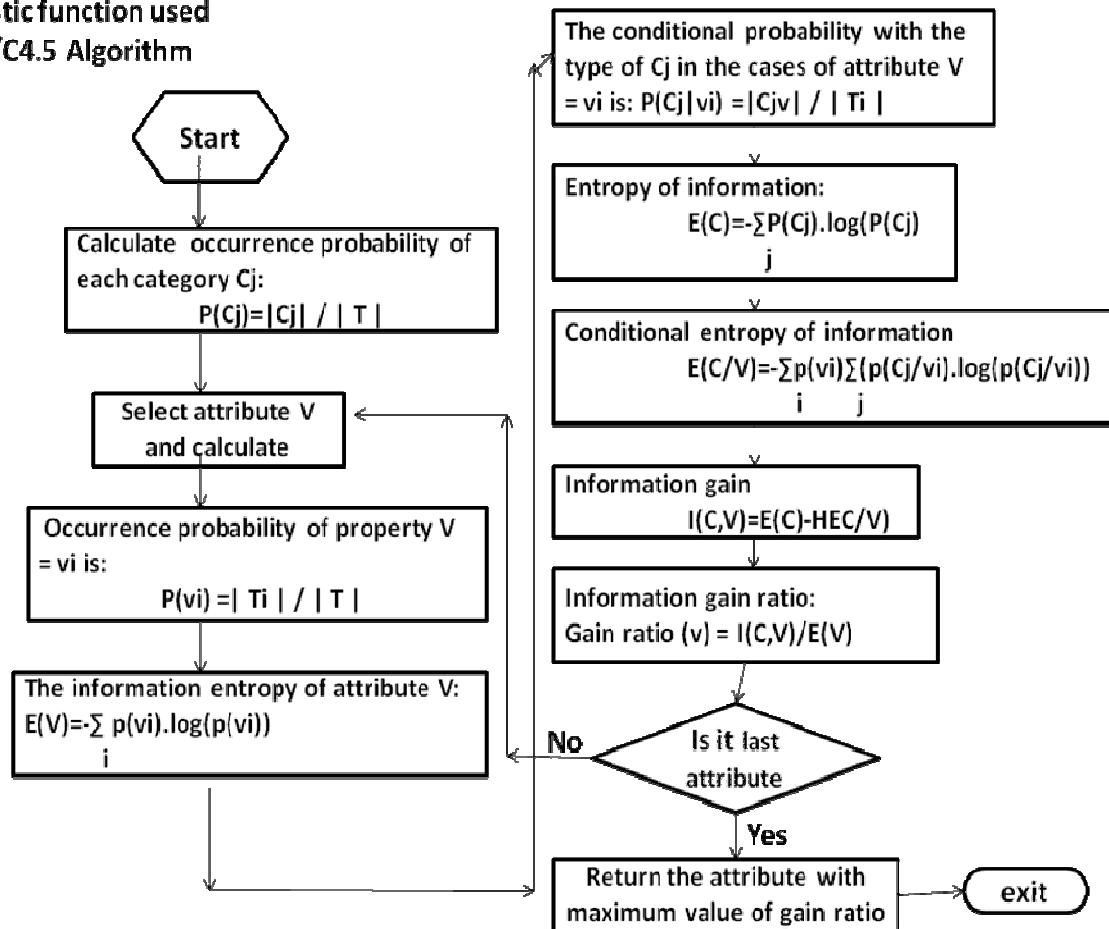 function used
C4.5 Algorithm
Start
Calculate occurrence probability of
each category Cj:
P(Cj)=|Cj| / | T |
Select attribute V
and calculate
Occurrence probability of property V
= vi is:
P(vi) =| Ti | / | T |
The information entropy of attribute V:
E(V)=-∑ p(vi).log(p(vi))
i
The conditional probability with the
type of Cj in the cases of attribute V
= vi is: P(Cj|vi) =|Cjv| / | Ti |
Entropy of information:
E(C)=-∑P(Cj).log(P(Cj)
j
Conditional entropy of information
E(C/V)=-∑p(vi)∑(p(Cj/vi).log(p(Cj/vi))
i j
Information gain
I(C,V)=E(C)-HEC/V)
Information gain ratio:
Gain ratio (v) = I(C,V)/E(V)
Is it last
attribute
No
Yes
Return the attribute with
maximum value of gain ratio
exit